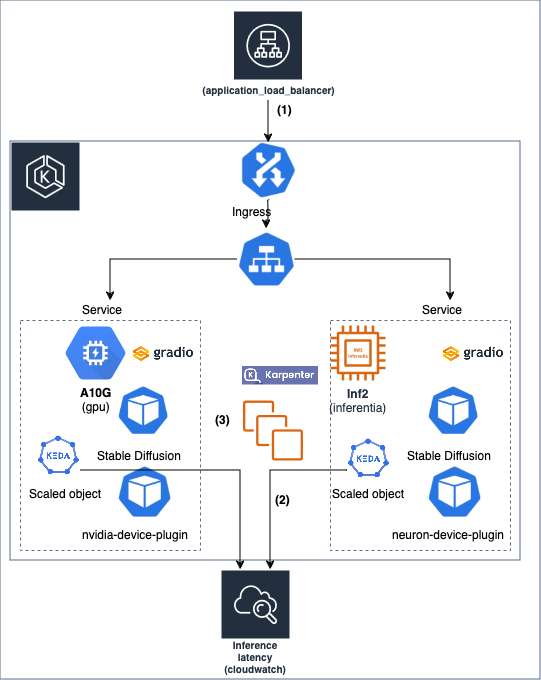 (application_load_balancer)
(1)
K
Ingress
Service
Service
gradio
AWS
Inferentia
gradio
A10G
(gpu)
K Karpenter
Inf2
(inferentia)
(3)
KEDA
Stable Diffusion
KEDA
Stable Diffusion
Scaled object
(2)
Scaled object
nvidia-device-plugin
neuron-device-plugin
Inference
latency
(cloudwatch)